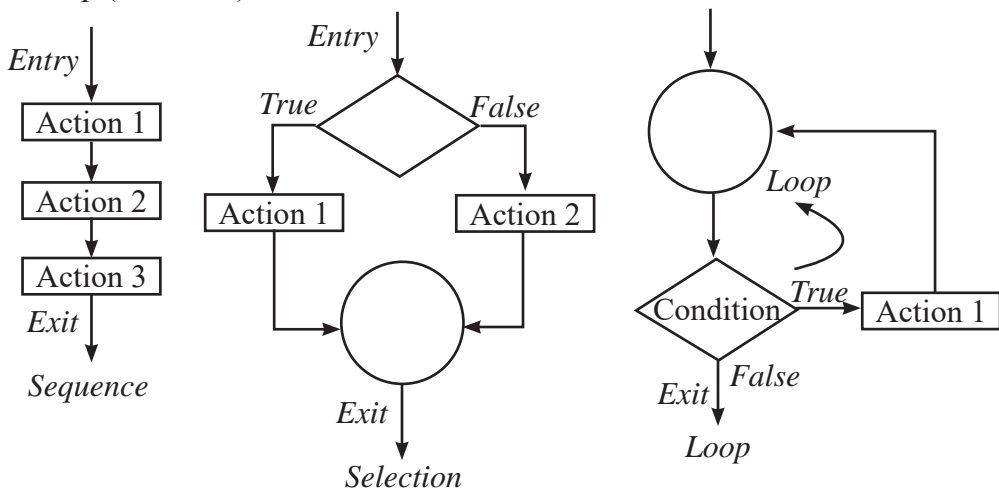 Entry
Action 1
Action 2
Action 3
Exit
Sequence
Entry
True
False
Action 1
Action 2
Exit
Selection
Loop
Condition
True
Action 1
False
Exit
Loop